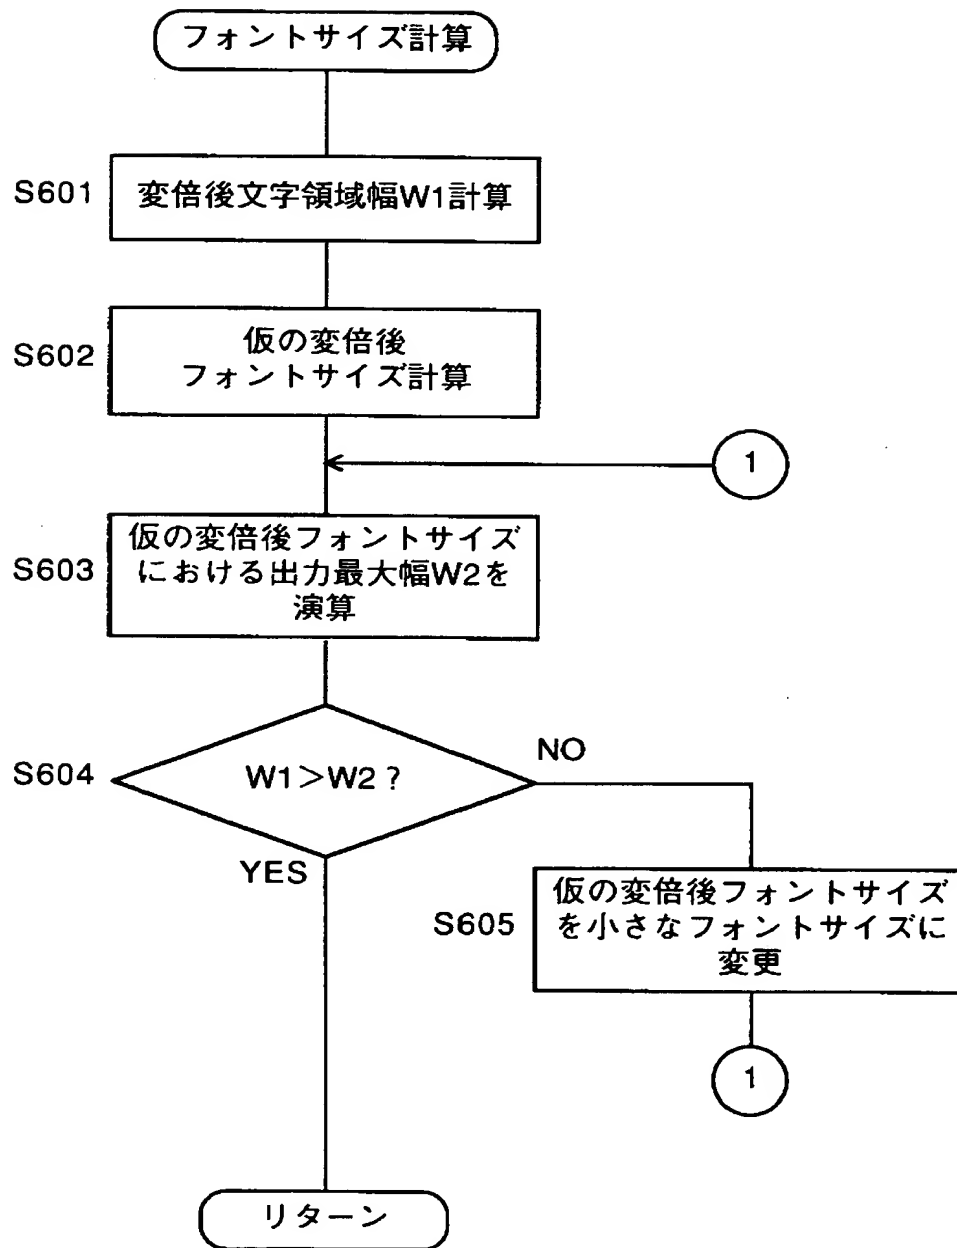 フォントサイズ計算
S601
変倍後文字領域幅W1計算
S602
仮の変倍後
フォントサイズ計算
1
S603
仮の変倍後フォントサイズ
における出力最大幅W2を
演算
S604
W1>W2?
NO
YES
S605
仮の変倍後フォントサイズ
を小さなフォントサイズに
変更
1
リターン